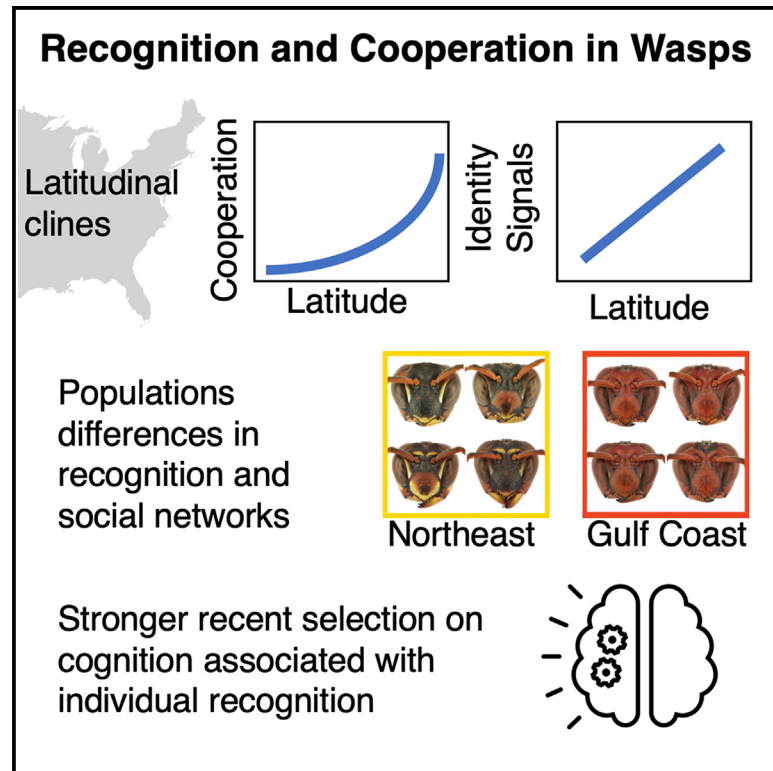 Recognition and Cooperation in Wasps
Latitudinal
clines
Cooperation
Latitude
Identity
Signals
Latitude
Populations
differences in
recognition and
social networks
Northeast
Gulf Coast
Stronger recent selection on
cognition associated with
individual recognition